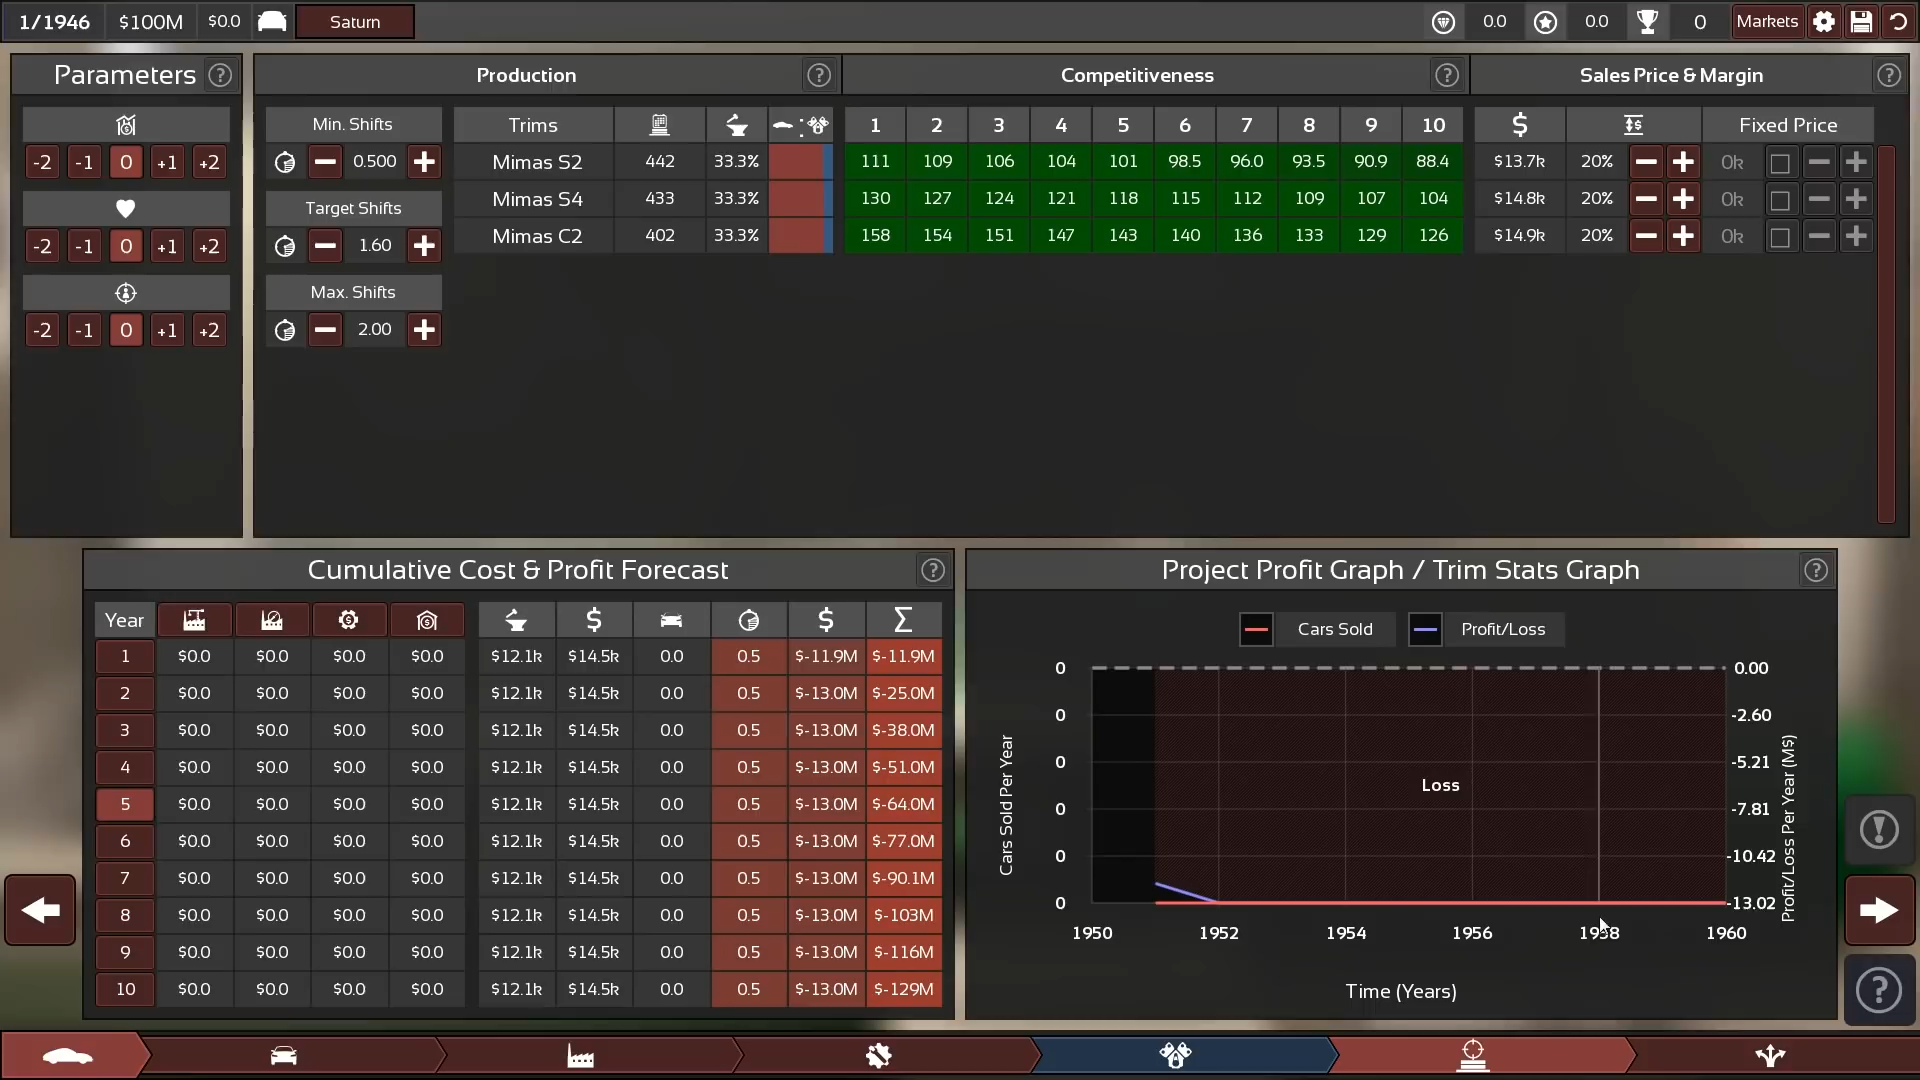 1/1946 $100M $0.0 Saturn 0.0 0.0 0 Markets
Parameters ? Production ? Competitiveness ? Sales Price & Margin ?
Min. Shifts Trims 1 2 3 4 5 6 7 8 9 10 $ Fixed Price
-2 -1 0 +1 +2 0.500 Mimas S2 442 33.3% 111 109 106 104 101 98.5 96.0 93.5 90.9 88.4 $13.7k 20% 0k
Target Shifts Mimas S4 433 33.3% 130 127 124 121 118 115 112 109 107 104 $14.8k 20% 0k
-2 -1 0 +1 +2 1.60 Mimas C2 402 33.3% 158 154 151 147 143 140 136 133 129 126 $14.9k 20% 0k
Max. Shifts
-2 -1 0 +1 +2 2.00
Cumulative Cost & Profit Forecast ?
Year $ $ Σ
1 $0.0 $0.0 $0.0 $0.0 $12.1k $14.5k 0.0 0.5 $-11.9M $-11.9M
2 $0.0 $0.0 $0.0 $0.0 $12.1k $14.5k 0.0 0.5 $-13.0M $-25.0M
3 $0.0 $0.0 $0.0 $0.0 $12.1k $14.5k 0.0 0.5 $-13.0M $-38.0M
4 $0.0 $0.0 $0.0 $0.0 $12.1k $14.5k 0.0 0.5 $-13.0M $-51.0M
5 $0.0 $0.0 $0.0 $0.0 $12.1k $14.5k 0.0 0.5 $-13.0M $-64.0M
6 $0.0 $0.0 $0.0 $0.0 $12.1k $14.5k 0.0 0.5 $-13.0M $-77.0M
7 $0.0 $0.0 $0.0 $0.0 $12.1k $14.5k 0.0 0.5 $-13.0M $-90.1M
8 $0.0 $0.0 $0.0 $0.0 $12.1k $14.5k 0.0 0.5 $-13.0M $-103M
9 $0.0 $0.0 $0.0 $0.0 $12.1k $14.5k 0.0 0.5 $-13.0M $-116M
10 $0.0 $0.0 $0.0 $0.0 $12.1k $14.5k 0.0 0.5 $-13.0M $-129M
Project Profit Graph / Trim Stats Graph ?
Cars Sold Profit/Loss
0 0.00
0 -2.60
0 -5.21
Loss
0 -7.81
0 -10.42
0 -13.02
Cars Sold Per Year
Profit/Loss Per Year (M$)
1950 1952 1954 1956 1958 1960
Time (Years)
!
?